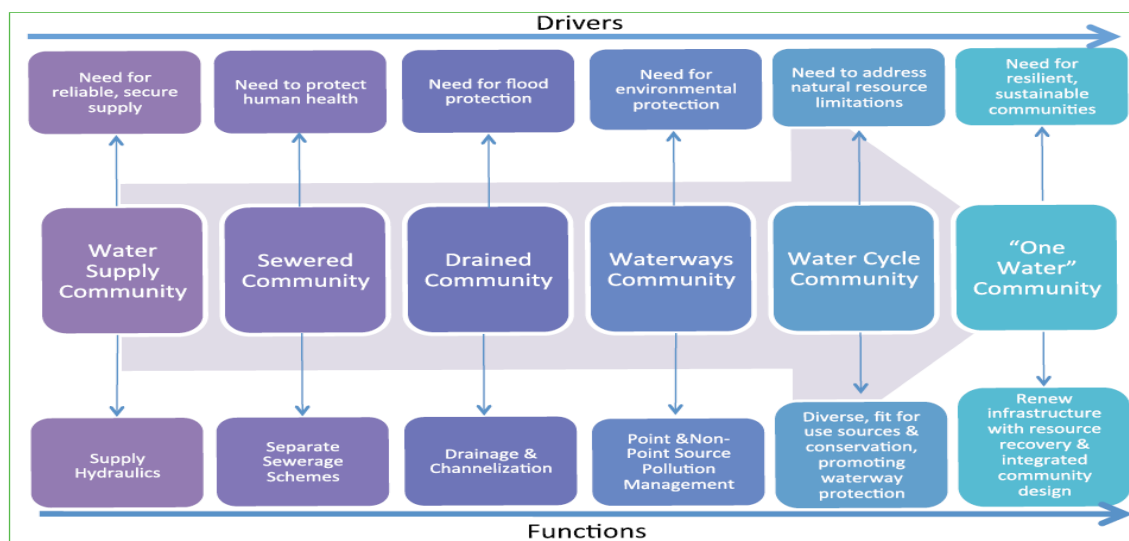 Drivers
Need for
reliable, secure
supply
Need to protect
human health
Need for flood
protection
Need for
environmental
protection
Need to address
natural resource
limitations
Need for
resilient,
sustainable
communities
Water
Supply
Community
Sewered
Community
Drained
Community
Waterways
Community
Water Cycle
Community
“One
Water”
Community
Supply
Hydraulics
Separate
Sewerage
Schemes
Drainage &
Channelization
Point &Non-
Point Source
Pollution
Management
Diverse, fit for
use sources &
conservation,
promoting
waterway
protection
Renew
infrastructure
with resource
recovery &
integrated
community
design
Functions